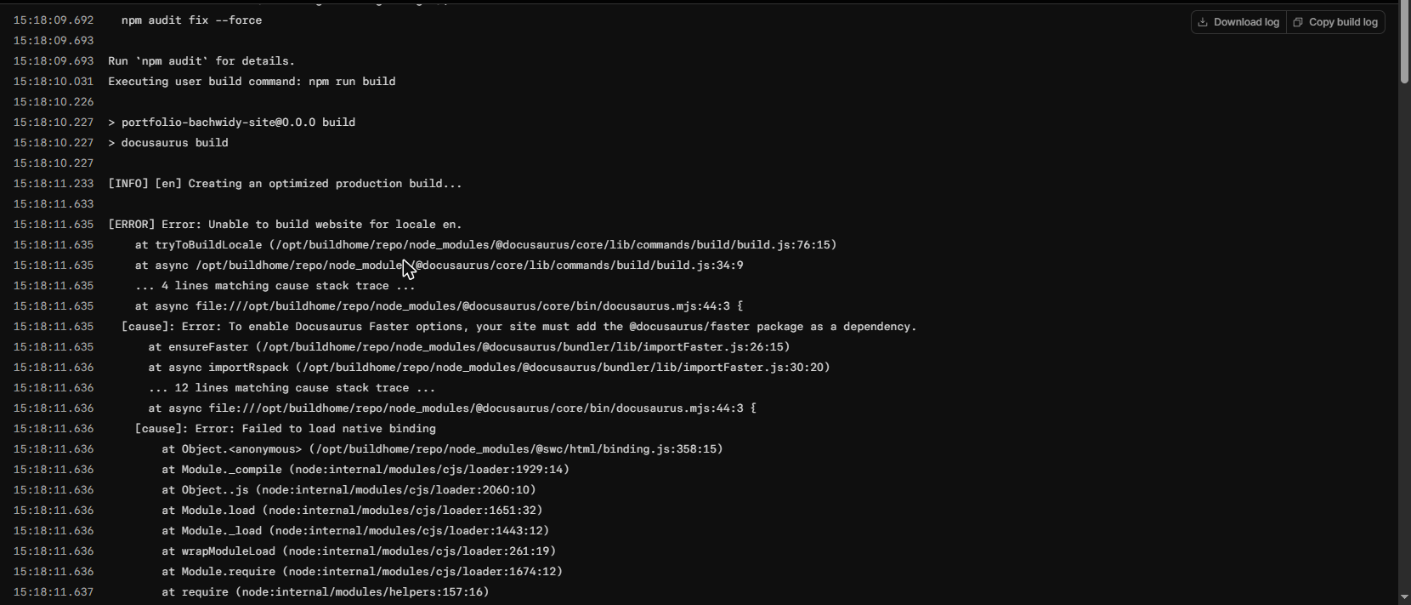 15:18:09.692 npm audit fix --force
Download log Copy build log
15:18:09.693
15:18:09.693 Run `npm audit` for details.
15:18:10.031 Executing user build command: npm run build
15:18:10.226
15:18:10.227 > portfolio-bachwidy-site@0.0.0 build
15:18:10.227 > docusaurus build
15:18:10.227
15:18:11.233 [INFO] [en] Creating an optimized production build...
15:18:11.633
15:18:11.635 [ERROR] Error: Unable to build website for locale en.
15:18:11.635 at tryToBuildLocale (/opt/buildhome/repo/node_modules/@docusaurus/core/lib/commands/build/build.js:76:15)
15:18:11.635 at async /opt/buildhome/repo/node_modules/@docusaurus/core/lib/commands/build/build.js:34:9
15:18:11.635 ... 4 lines matching cause stack trace ...
15:18:11.635 at async file:///opt/buildhome/repo/node_modules/@docusaurus/core/bin/docusaurus.mjs:44:3 {
15:18:11.635 [cause]: Error: To enable Docusaurus Faster options, your site must add the @docusaurus/faster package as a dependency.
15:18:11.635 at ensureFaster (/opt/buildhome/repo/node_modules/@docusaurus/bundler/lib/importFaster.js:26:15)
15:18:11.636 at async importRspack (/opt/buildhome/repo/node_modules/@docusaurus/bundler/lib/importFaster.js:30:20)
15:18:11.636 ... 12 lines matching cause stack trace ...
15:18:11.636 at async file:///opt/buildhome/repo/node_modules/@docusaurus/core/bin/docusaurus.mjs:44:3 {
15:18:11.636 [cause]: Error: Failed to load native binding
15:18:11.636 at Object.<anonymous> (/opt/buildhome/repo/node_modules/@swc/html/binding.js:358:15)
15:18:11.636 at Module._compile (node:internal/modules/cjs/loader:1929:14)
15:18:11.636 at Object..js (node:internal/modules/cjs/loader:2060:10)
15:18:11.636 at Module.load (node:internal/modules/cjs/loader:1651:32)
15:18:11.636 at Module._load (node:internal/modules/cjs/loader:1443:12)
15:18:11.636 at wrapModuleLoad (node:internal/modules/cjs/loader:261:19)
15:18:11.636 at Module.require (node:internal/modules/cjs/loader:1674:12)
15:18:11.637 at require (node:internal/modules/helpers:157:16)